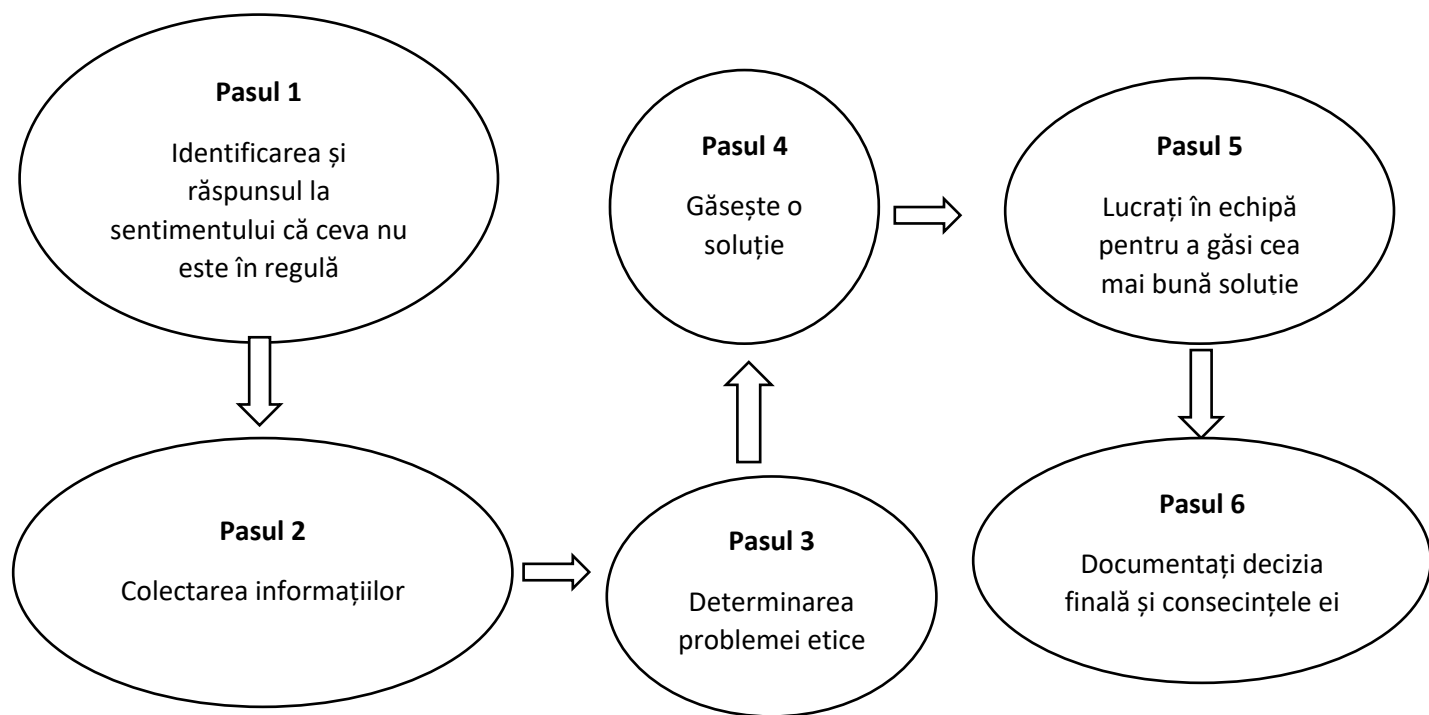 Pasul 1
Identificarea și
răspunsul la
sentimentului că ceva nu
este în regulă
Pasul 2
Colectarea informațiilor
Pasul 3
Determinarea
problemei etice
Pasul 4
Găsește o
soluție
Pasul 5
Lucrați în echipă
pentru a găsi cea
mai bună soluție
Pasul 6
Documentați decizia
finală și consecințele ei